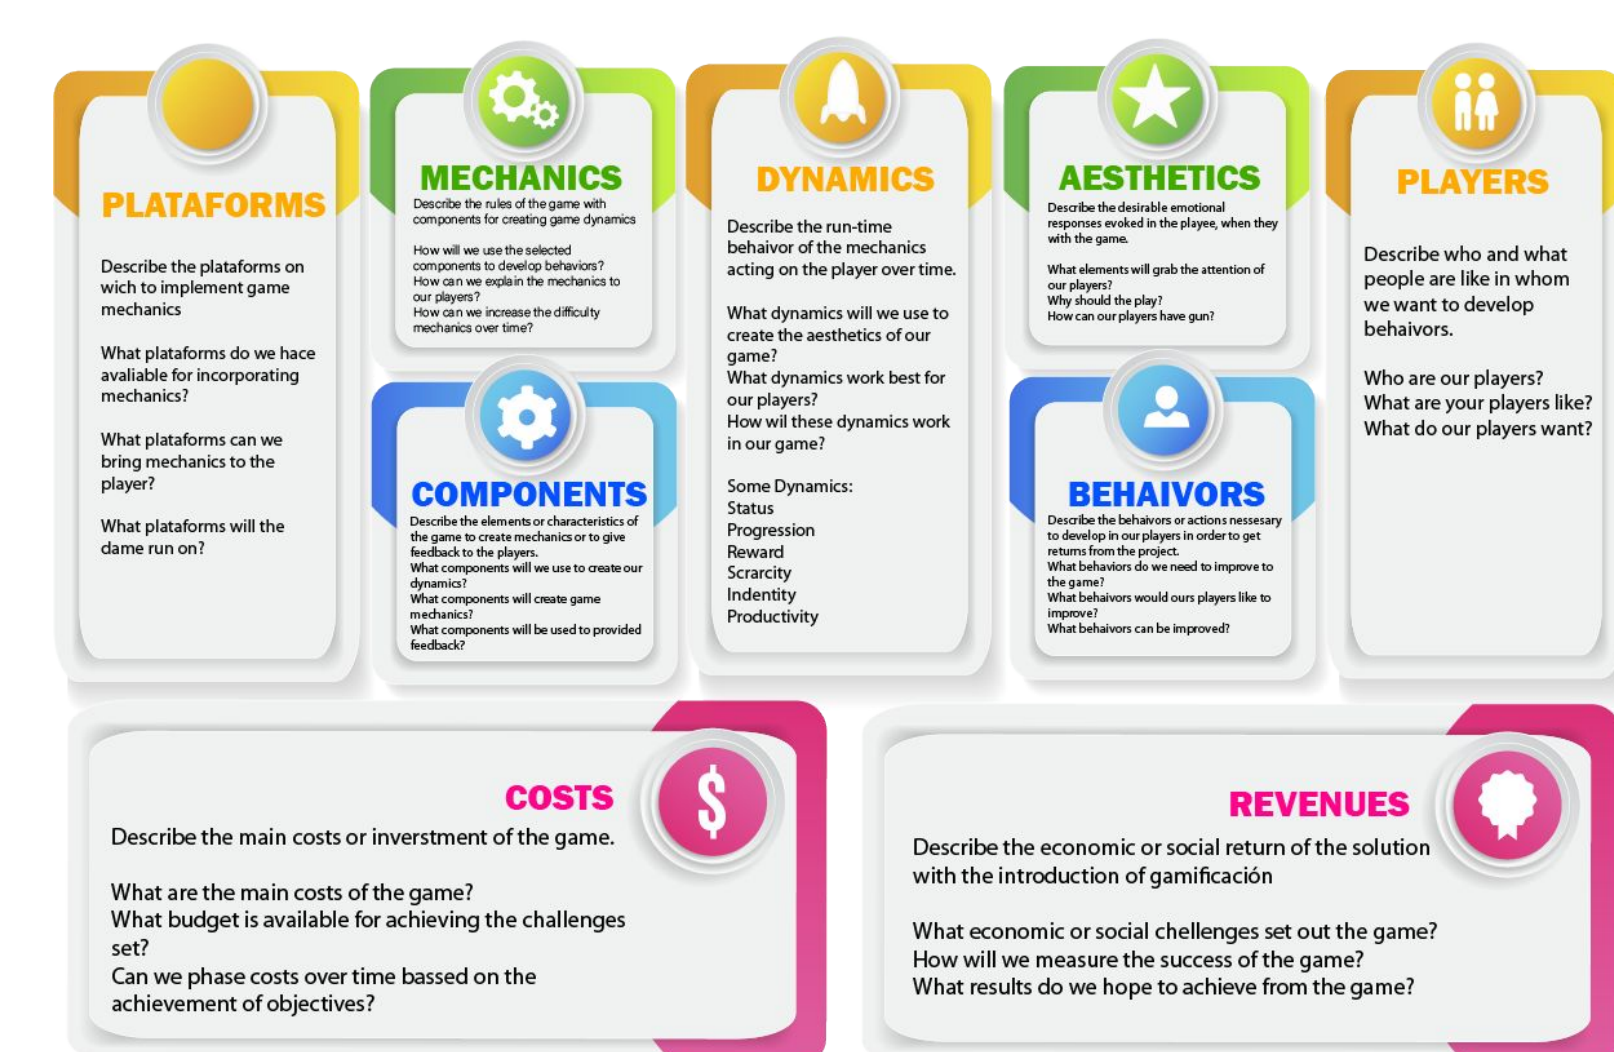 PLATAFORMS
Describe the plataforms on
wich to implement game
mechanics
What plataforms do we hace
avaliable for incorporating
mechanics?
What plataforms can we
bring mechanics to the
player?
What plataforms will the
dame run on?
MECHANICS
Describe the rules of the game with
components for creating game dynamics
How will we use the selected
components to develop behaviors?
How can we explain the mechanics to
our players?
How can we increase the difficulty
mechanics over time?
COMPONENTS
Describe the elements or characteristics of
the game to create mechanics or to give
feedback to the players.
What components will we use to create our
dynamics?
What components will create game
mechanics?
What components will be used to provided
feedback?
DYNAMICS
Describe the run-time
behaivor of the mechanics
acting on the player over time.
What dynamics will we use to
create the aesthetics of our
game?
What dynamics work best for
our players?
How wil these dynamics work
in our game?
Some Dynamics:
Status
Progression
Reward
Scrarcity
Indentity
Productivity
AESTHETICS
Describe the desirable emotional
responses evoked in the playee, when they
with the game.
What elements will grab the attention of
our players?
Why should the play?
How can our players have gun?
BEHAIVORS
Describe the behaivors or actions nessesary
to develop in our players in order to get
returns from the project.
What behaviors do we need to improve to
the game?
What behaivors would ours players like to
improve?
What behaivors can be improved?
PLAYERS
Describe who and what
people are like in whom
we want to develop
behaivors.
Who are our players?
What are your players like?
What do our players want?
COSTS
Describe the main costs or inverstment of the game.
What are the main costs of the game?
What budget is available for achieving the challenges
set?
Can we phase costs over time bassed on the
achievement of objectives?
REVENUES
Describe the economic or social return of the solution
with the introduction of gamificación
What economic or social chellenges set out the game?
How will we measure the success of the game?
What results do we hope to achieve from the game?